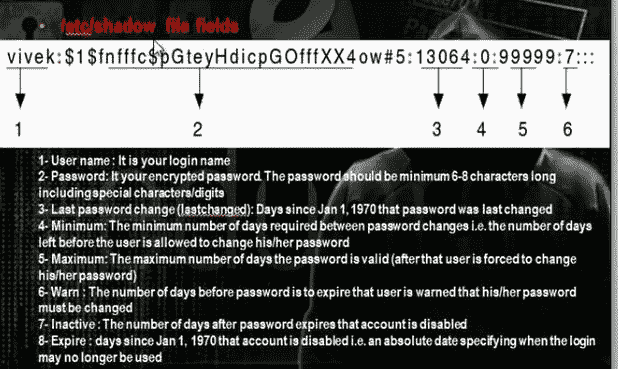 /etc/shadow file fields
vivek:$1$fnfffc$pGteyHdicpGOfffXX4ow#5:13064:0:99999:7:::
1 2 3 4 5 6
1- User name : It is your login name
2- Password: It your encrypted password. The password should be minimum 6-8 characters long
including special characters/digits
3- Last password change (lastchanged): Days since Jan 1, 1970 that password was last changed
4- Minimum: The minimum number of days required between password changes i.e. the number of days
left before the user is allowed to change his/her password
5- Maximum: The maximum number of days the password is valid (after that user is forced to change
his/her password)
6- Warn : The number of days before password is to expire that user is warned that his/her password
must be changed
7- Inactive : The number of days after password expires that account is disabled
8- Expire : days since Jan 1, 1970 that account is disabled i.e. an absolute date specifying when the login
may no longer be used